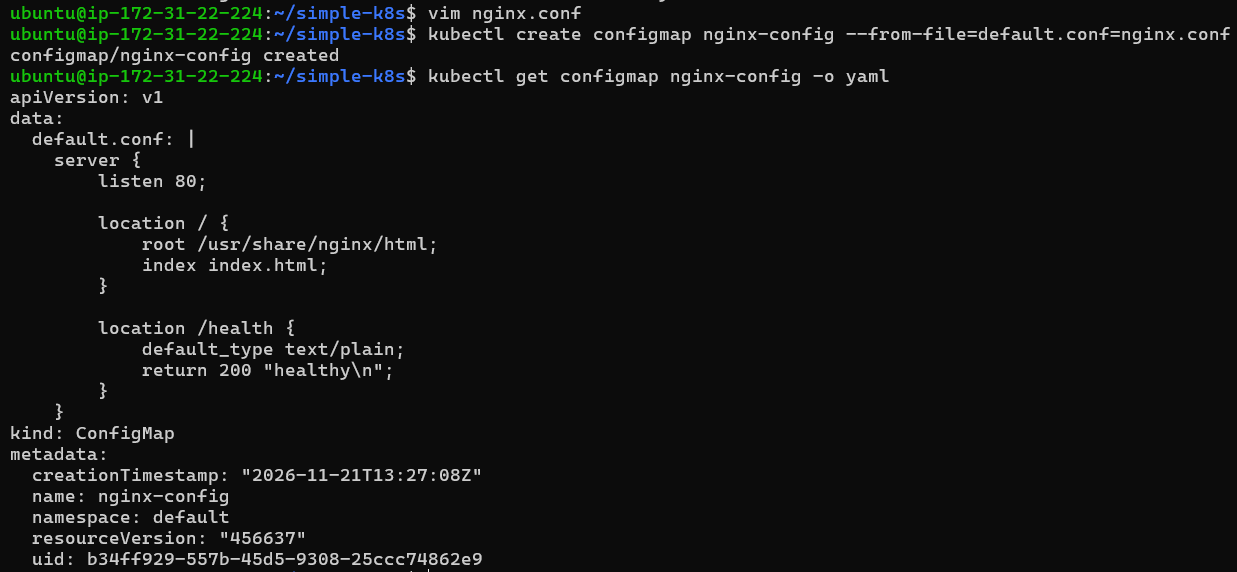 ubuntu@ip-172-31-22-224:~/simple-k8s$ vim nginx.conf
ubuntu@ip-172-31-22-224:~/simple-k8s$ kubectl create configmap nginx-config --from-file=default.conf=nginx.conf
configmap/nginx-config created
ubuntu@ip-172-31-22-224:~/simple-k8s$ kubectl get configmap nginx-config -o yaml
apiVersion: v1
data:
  default.conf: |
    server {
        listen 80;

        location / {
            root /usr/share/nginx/html;
            index index.html;
        }

        location /health {
            default_type text/plain;
            return 200 "healthy\n";
        }
    }
kind: ConfigMap
metadata:
  creationTimestamp: "2026-11-21T13:27:08Z"
  name: nginx-config
  namespace: default
  resourceVersion: "456637"
  uid: b34ff929-557b-45d5-9308-25ccc74862e9